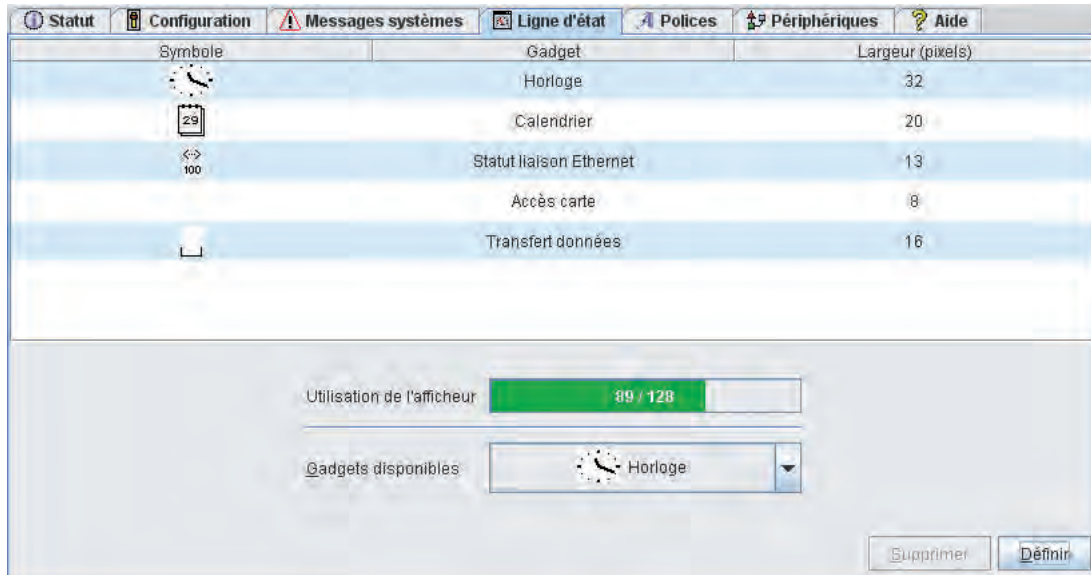 Statut Configuration Messages systèmes Ligne d'état Polices Périphériques Aide
Symbole Gadget Largeur (pixels)
Horloge 32
29 Calendrier 20
<··> 100 Statut liaison Ethernet 13
Accès carte 8
Transfert données 16
Utilisation de l'afficheur 89 / 128
Gadgets disponibles Horloge
Supprimer Définir